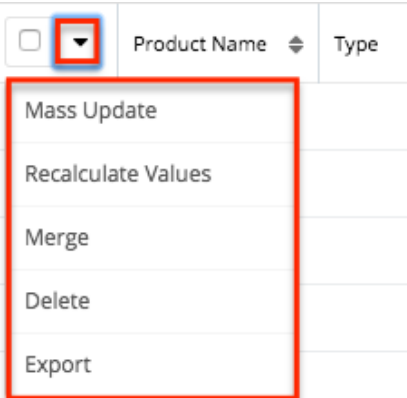 Product Name Type
Mass Update
Recalculate Values
Merge
Delete
Export